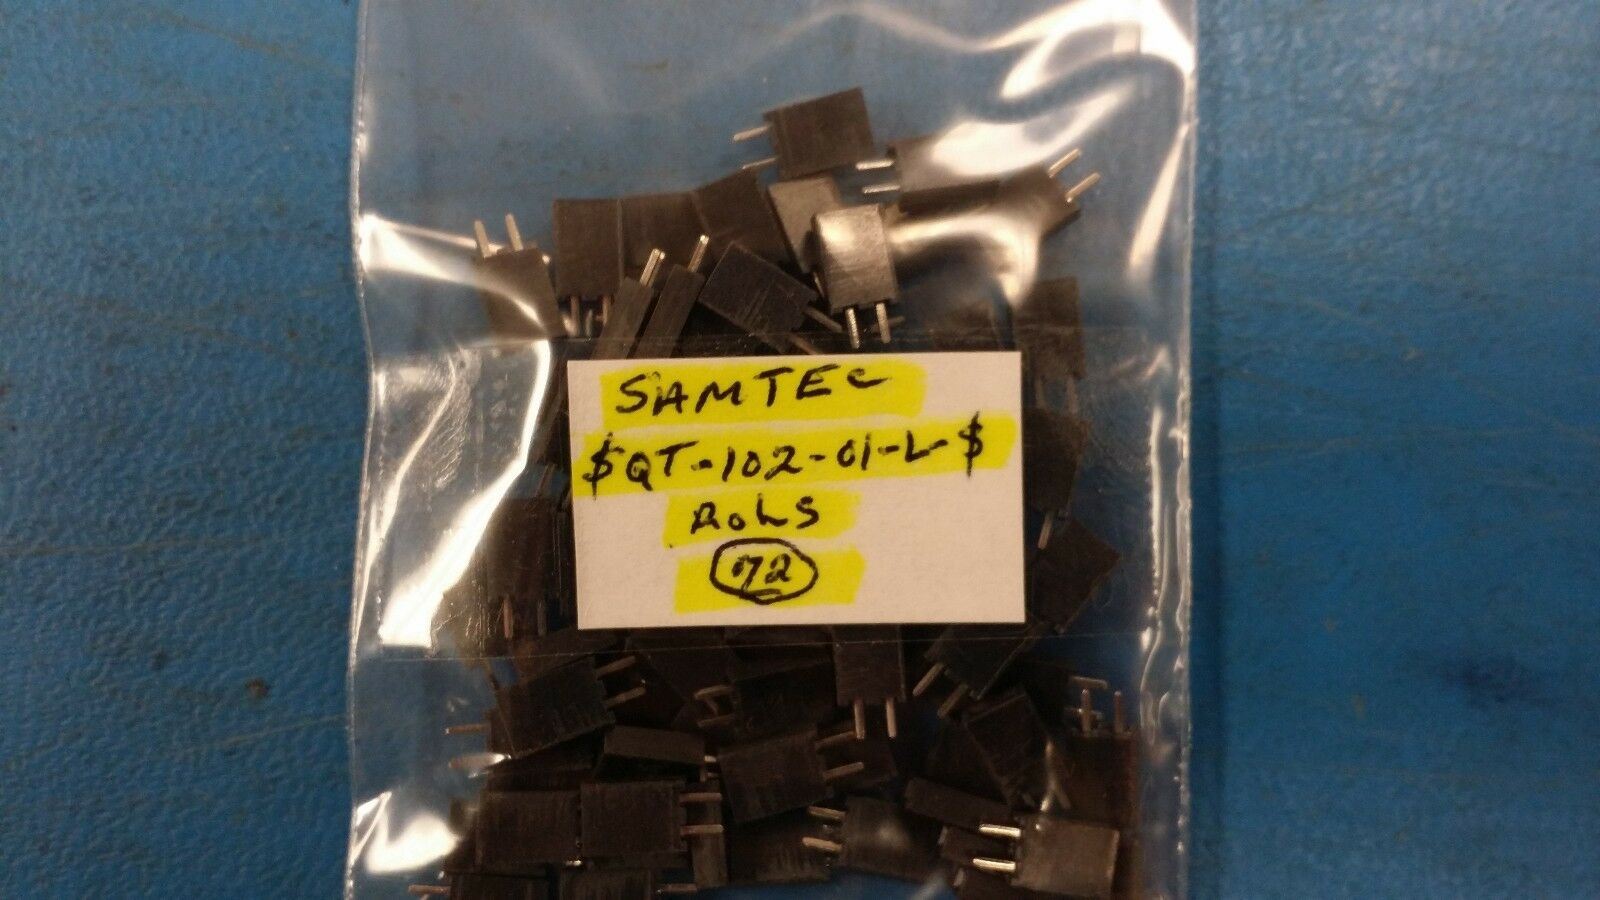 SAMTEC
$QT-102-01-L-$
RoHS
72